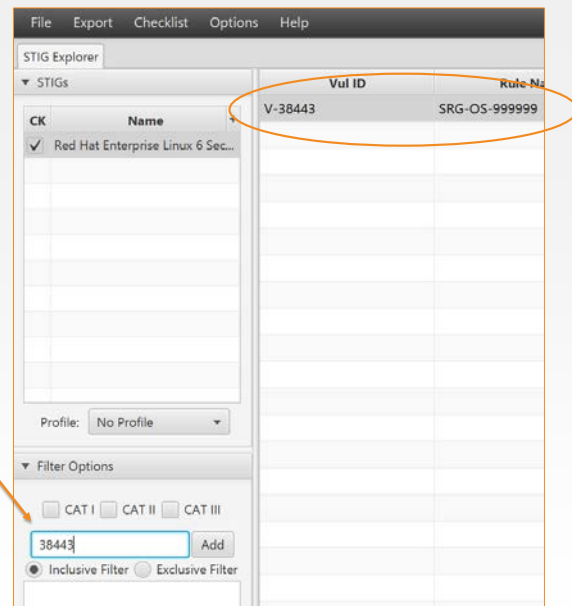 File Export Checklist Options Help
STIG Explorer
STIGs
CK Name
Red Hat Enterprise Linux 6 Sec...
Profile: No Profile
Filter Options
CAT I CAT II CAT III
38443 Add
Inclusive Filter Exclusive Filter
Vul ID Rule Na
V-38443 SRG-OS-999999